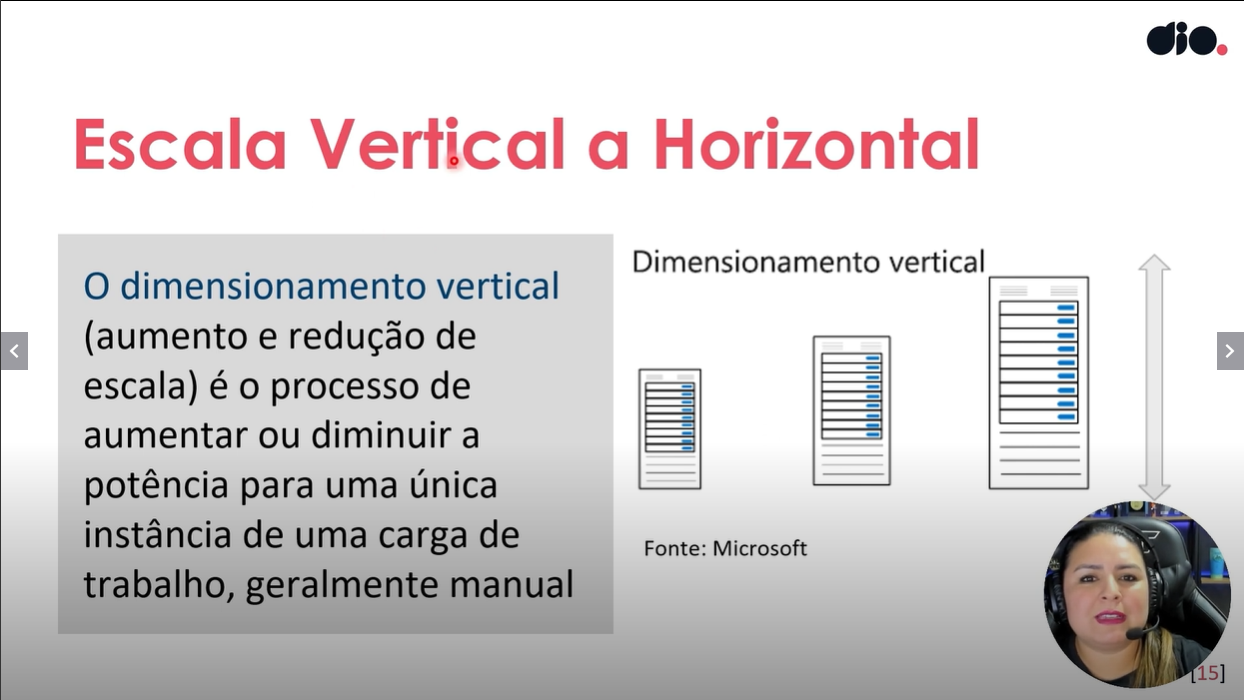 dio.
Escala Vertical a Horizontal
O dimensionamento vertical
(aumento e redução de
escala) é o processo de
aumentar ou diminuir a
potência para uma única
instância de uma carga de
trabalho, geralmente manual
Dimensionamento vertical
Fonte: Microsoft
[15]